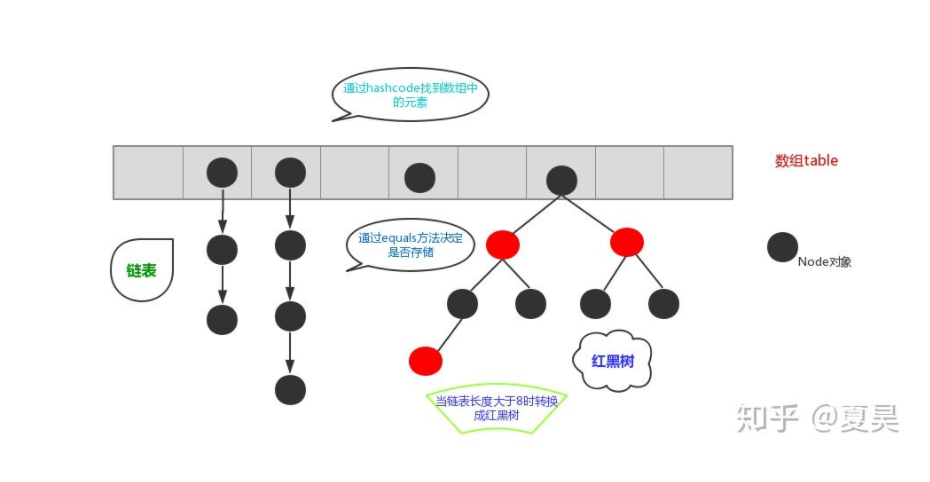 通过hashcode找到数组中
的元素
数组table
通过equals方法决定
是否存储
链表
Node对象
红黑树
当链表长度大于8时转换
成红黑树
知乎 @夏昊